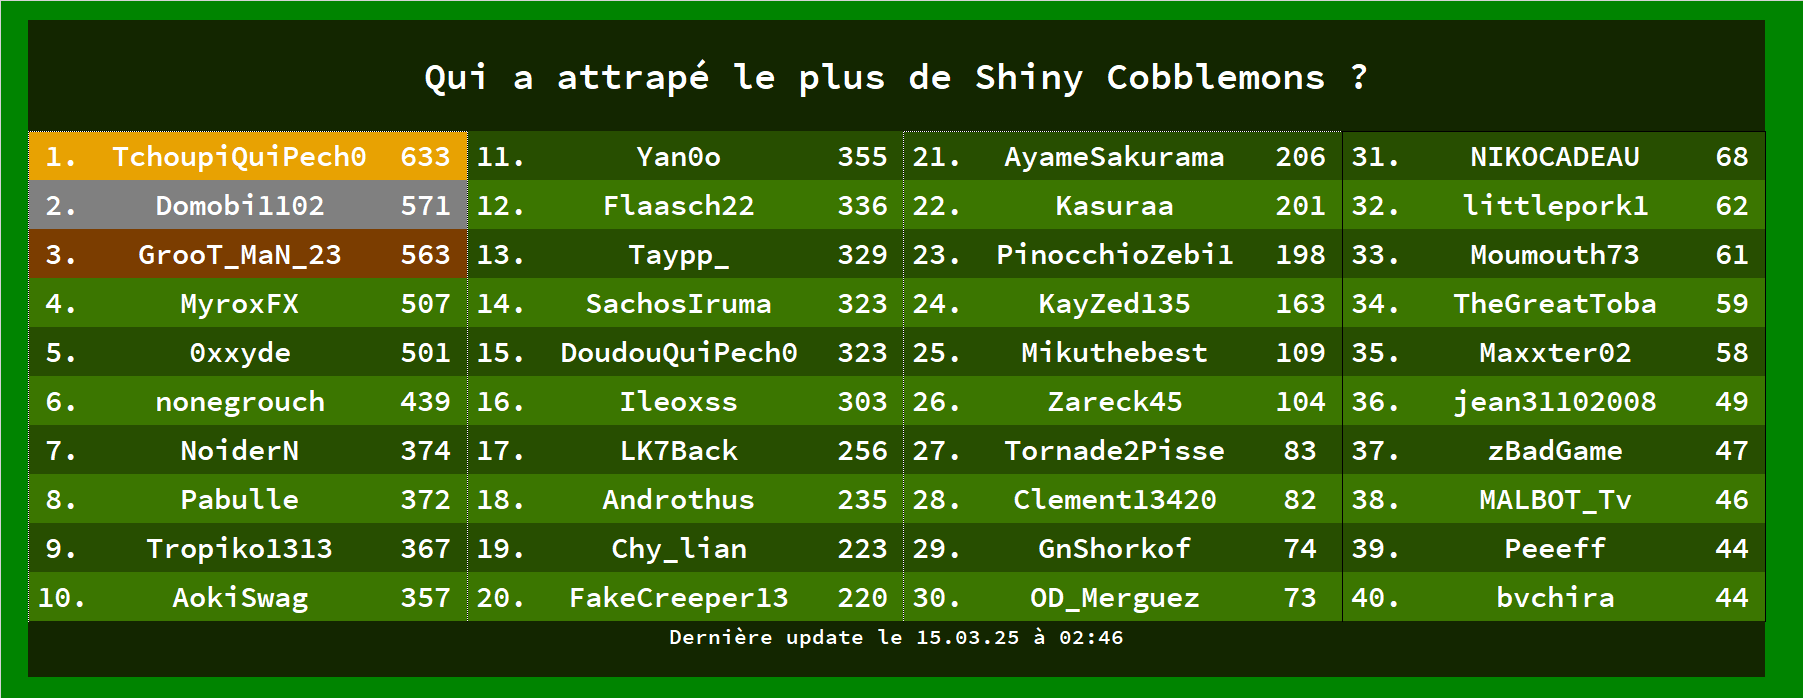 Qui a attrapé le plus de Shiny Cobblemons ?
1. TchoupiQuiPech0 633 11. Yan0o 355 21. AyameSakurama 206 31. NIKOCADEAU 68
2. Domobi1102 571 12. Flaasch22 336 22. Kasuraa 201 32. littlepork1 62
3. GrooT_MaN_23 563 13. Taypp_ 329 23. PinocchioZebi1 198 33. Moumouth73 61
4. MyroxFX 507 14. SachosIruma 323 24. KayZed135 163 34. TheGreatToba 59
5. 0xxyde 501 15. DoudouQuiPech0 323 25. Mikuthebest 109 35. Maxxter02 58
6. nonegrouch 439 16. Ileoxss 303 26. Zareck45 104 36. jean31102008 49
7. NoiderN 374 17. LK7Back 256 27. Tornade2Pisse 83 37. zBadGame 47
8. Pabulle 372 18. Androthus 235 28. Clement13420 82 38. MALBOT_Tv 46
9. Tropiko1313 367 19. Chy_lian 223 29. GnShorkof 74 39. Peeeff 44
10. AokiSwag 357 20. FakeCreeper13 220 30. OD_Merguez 73 40. bvchira 44
Dernière update le 15.03.25 à 02:46